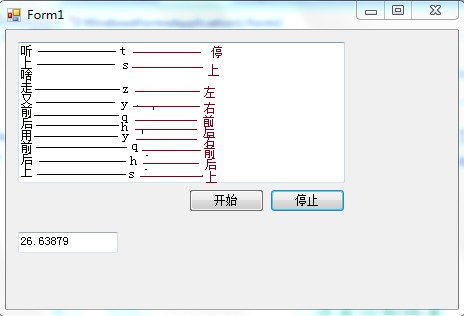 Form1
听 t 停
上 s 上
啥
走 z 左
又 y 右
前 q 前
后 h 后
用 y 右
前 q 前
后 h 后
上 s 上
开始 停止
26.63879